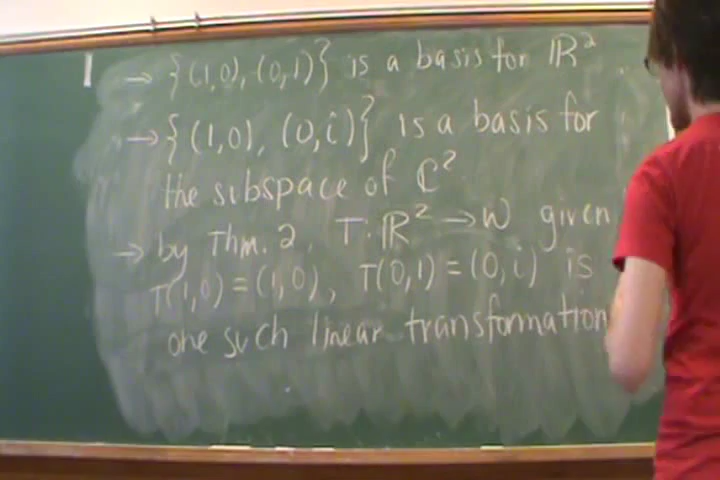 → {(1,0), (0,1)} is a basis for ℝ²
→ {(1,0), (0,i)} is a basis for
the subspace of ℂ²
→ by Thm. 2, T: ℝ² → W given
T(1,0) = (1,0), T(0,1) = (0,i) is
one such linear transformation